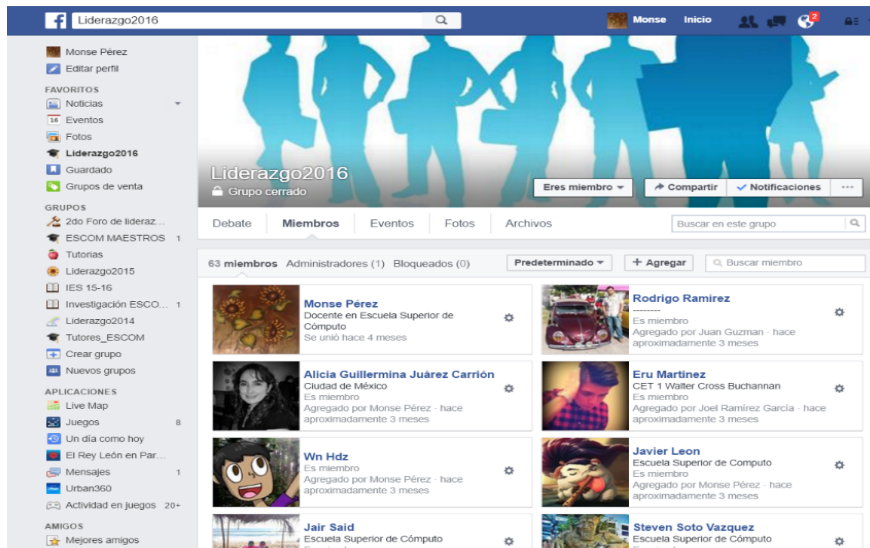 Liderazgo2016
Monse Inicio 2
Monse Pérez
Editar perfil
FAVORITOS
Noticias
Eventos
Fotos
Liderazgo2016
Guardado
Grupos de venta
GRUPOS
2do Foro de lideraz...
ESCOM MAESTROS 1
Tutorias
Liderazgo2015
IES 15-16
Investigación ESCO... 1
Liderazgo2014
Tutores_ESCOM
Crear grupo
Nuevos grupos
APLICACIONES
Live Map
Juegos 8
Un día como hoy
El Rey León en Par...
Mensajes 1
Urban360
Actividad en juegos 20+
AMIGOS
Mejores amigos
Liderazgo2016
Grupo cerrado
Eres miembro Compartir Notificaciones ...
Debate Miembros Eventos Fotos Archivos
Buscar en este grupo
63 miembros Administradores (1) Bloqueados (0)
Predeterminado + Agregar Buscar miembro
Monse Pérez
Docente en Escuela Superior de
Cómputo
Se unió hace 4 meses
Rodrigo Ramirez
--------
Es miembro
Agregado por Juan Guzman · hace
aproximadamente 3 meses
Alicia Guillermina Juárez Carrión
Ciudad de México
Es miembro
Agregado por Monse Pérez · hace
aproximadamente 3 meses
Eru Martinez
CET 1 Walter Cross Buchannan
Es miembro
Agregado por Joel Ramírez García · hace
aproximadamente 3 meses
Wn Hdz
Es miembro
Agregado por Monse Pérez · hace
aproximadamente 3 meses
Javier Leon
Escuela Superior de Cómputo
Es miembro
Agregado por Monse Pérez · hace
aproximadamente 3 meses
Jair Said
Escuela Superior de Cómputo
Steven Soto Vazquez
Escuela Superior de Cómputo